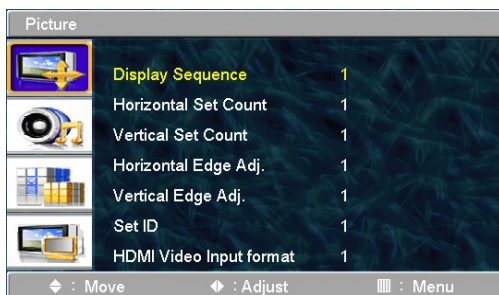 Picture
Display Sequence 1
Horizontal Set Count 1
Vertical Set Count 1
Horizontal Edge Adj. 1
Vertical Edge Adj. 1
Set ID 1
HDMI Video Input format 1
: Move : Adjust : Menu